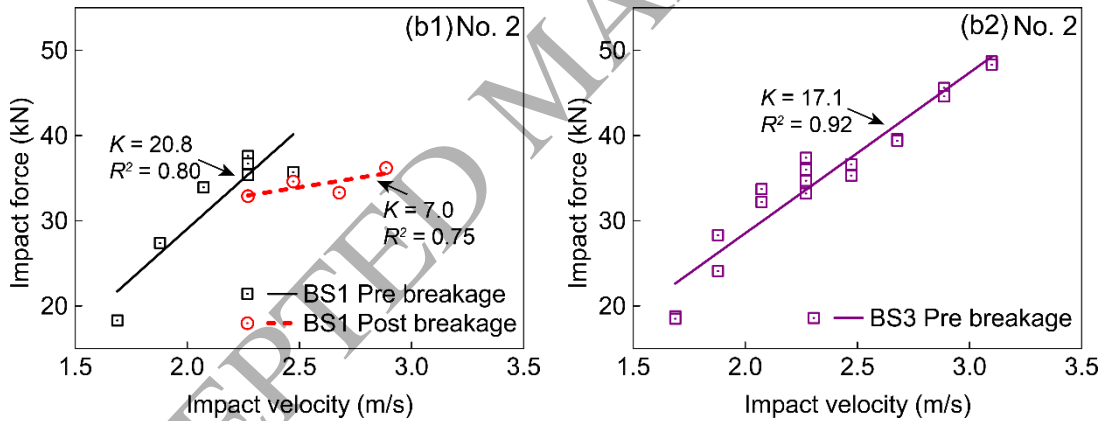 (b1) No. 2
50
40
30
20
Impact force (kN)
K = 20.8
R² = 0.80
K = 7.0
R² = 0.75
BS1 Pre breakage
BS1 Post breakage
1.5 2.0 2.5 3.0 3.5
Impact velocity (m/s)
(b2) No. 2
50
40
30
20
Impact force (kN)
K = 17.1
R² = 0.92
BS3 Pre breakage
1.5 2.0 2.5 3.0 3.5
Impact velocity (m/s)
EPTED MA